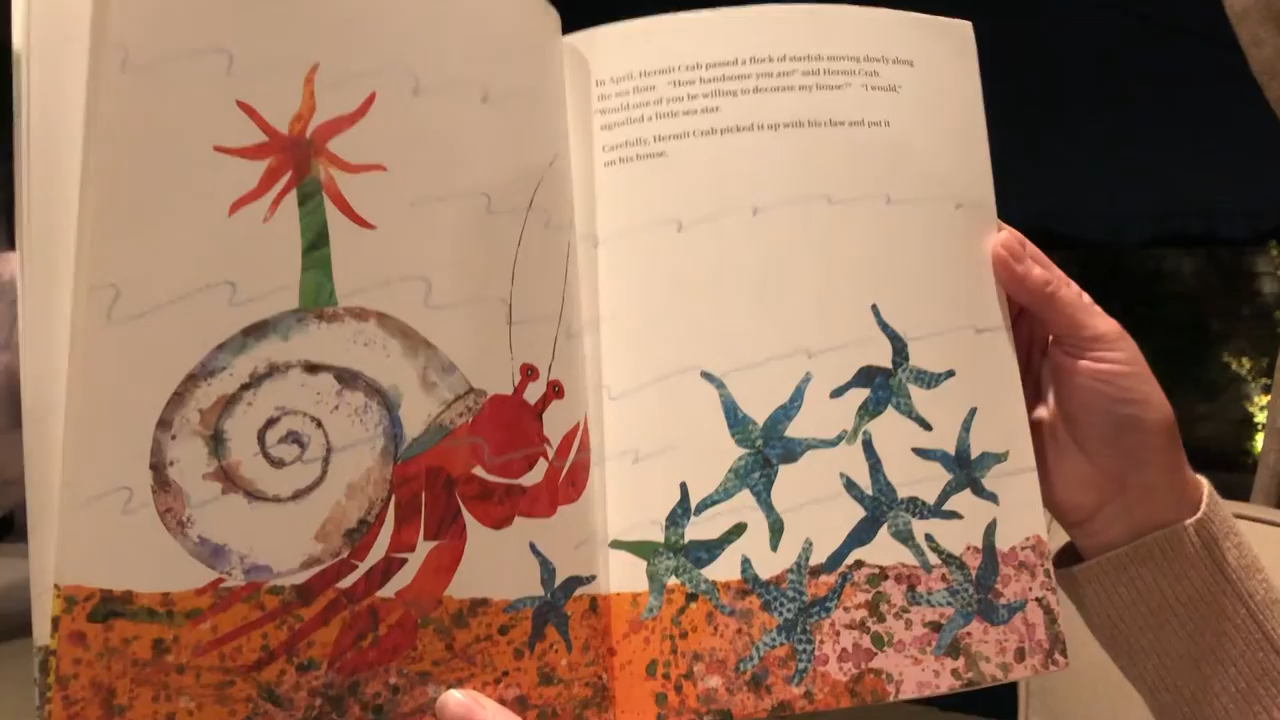 In April, Hermit Crab passed a flock of starfish moving slowly along
the sea floor. "How handsome you are!" said Hermit Crab.
"Would one of you be willing to decorate my house?" "I would,"
signalled a little sea star.
Carefully, Hermit Crab picked it up with his claw and put it
on his house.